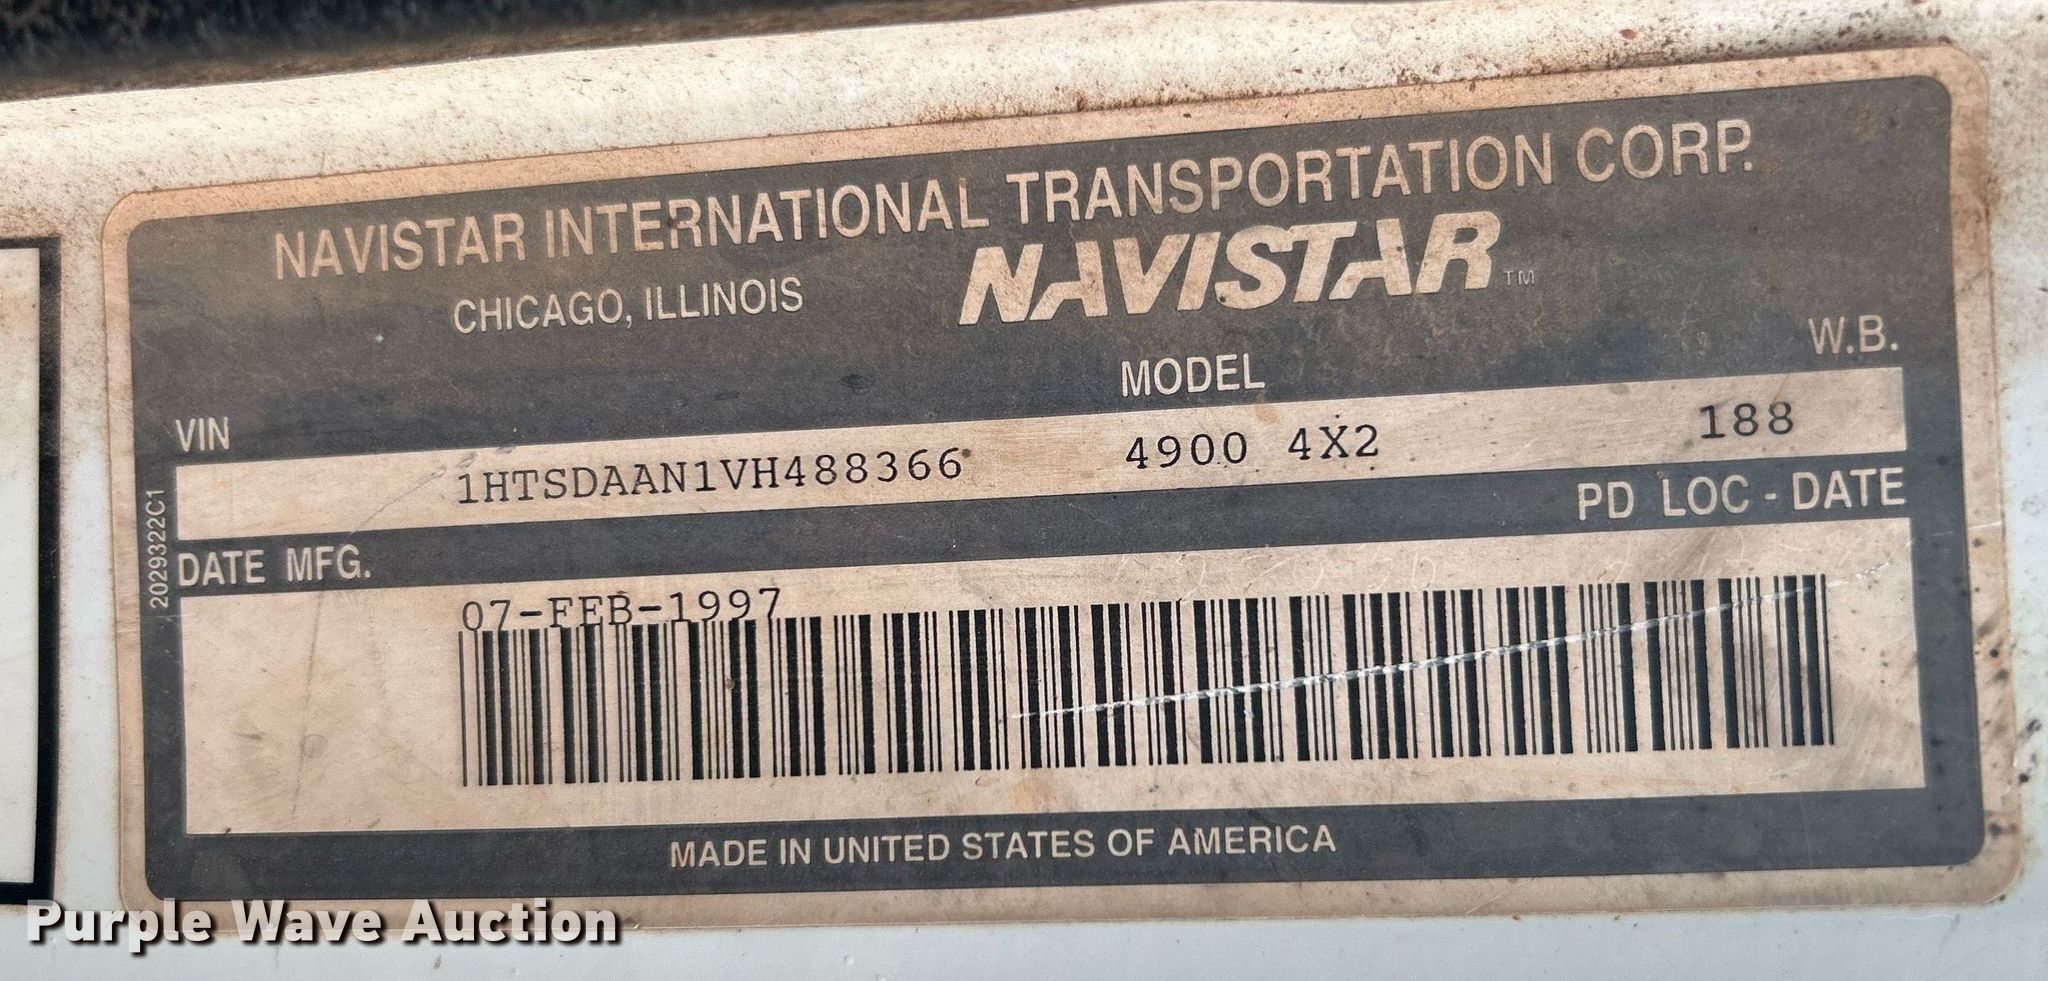 NAVISTAR INTERNATIONAL TRANSPORTATION CORP.
CHICAGO, ILLINOIS NAVISTAR™
VIN MODEL W.B.
1HTSDAAN1VH488366 4900 4X2 188
DATE MFG. PD LOC - DATE
07-FEB-1997
2029322C1
MADE IN UNITED STATES OF AMERICA
Purple Wave Auction